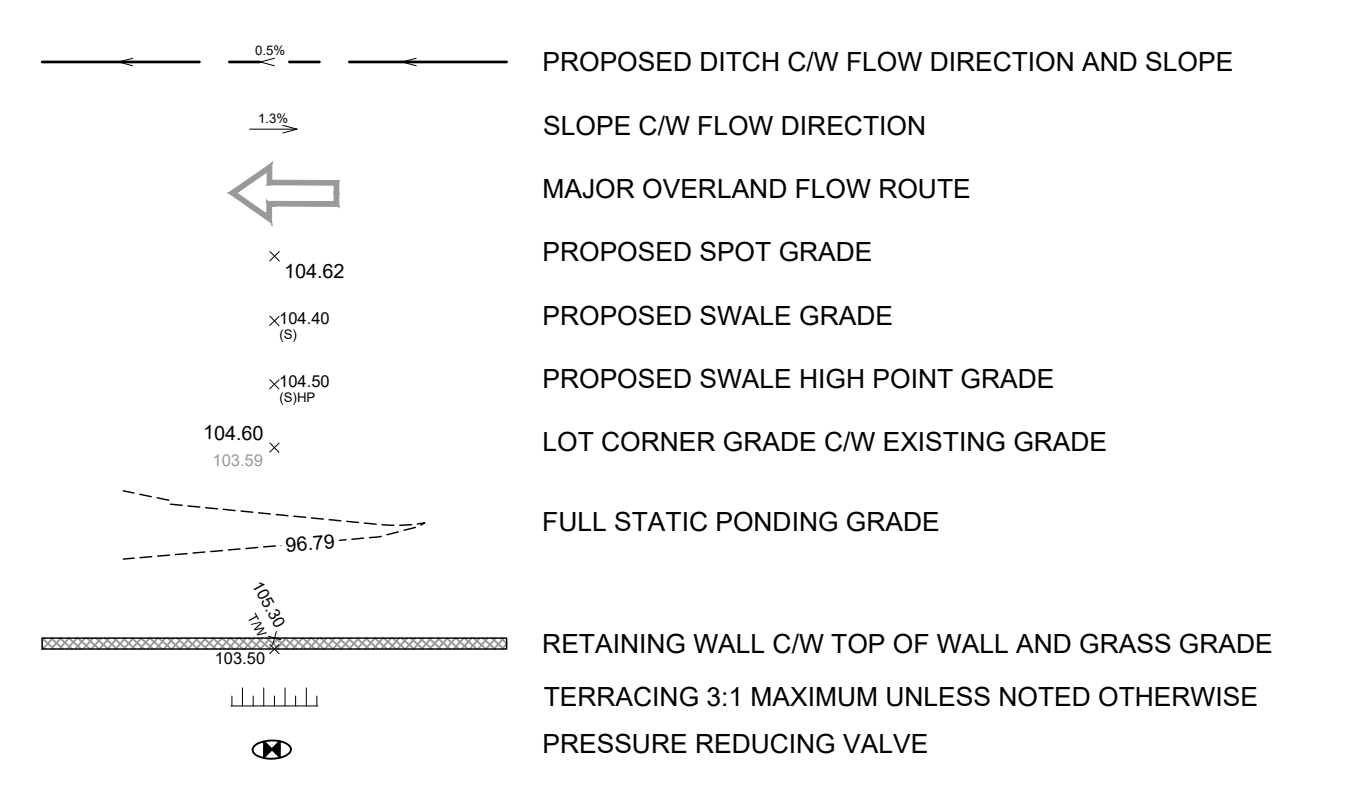 0.5%
PROPOSED DITCH C/W FLOW DIRECTION AND SLOPE
1.3%
SLOPE C/W FLOW DIRECTION
MAJOR OVERLAND FLOW ROUTE
104.62
PROPOSED SPOT GRADE
104.40
(S)
PROPOSED SWALE GRADE
104.50
(S)HP
PROPOSED SWALE HIGH POINT GRADE
104.60
103.59
LOT CORNER GRADE C/W EXISTING GRADE
96.79
FULL STATIC PONDING GRADE
105.30
T/W
103.50
RETAINING WALL C/W TOP OF WALL AND GRASS GRADE
TERRACING 3:1 MAXIMUM UNLESS NOTED OTHERWISE
PRESSURE REDUCING VALVE